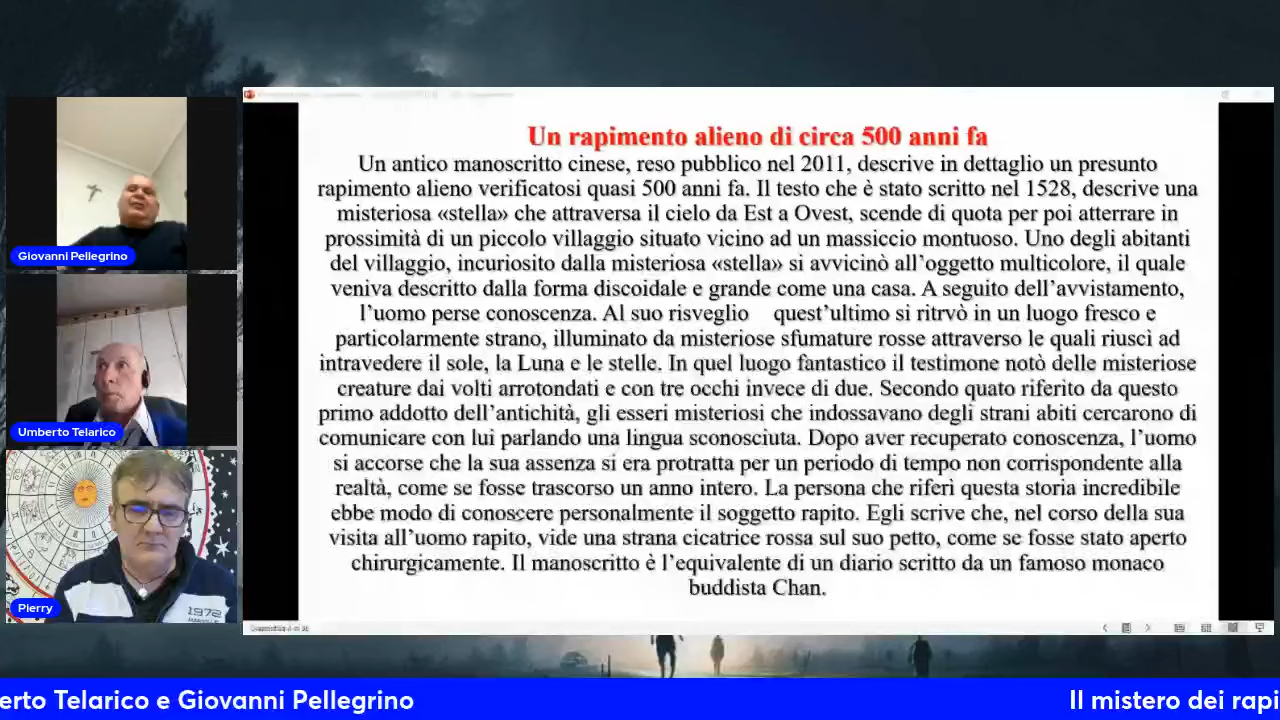 Un rapimento alieno di circa 500 anni fa
Un antico manoscritto cinese, reso pubblico nel 2011, descrive in dettaglio un presunto
rapimento alieno verificatosi quasi 500 anni fa. Il testo che è stato scritto nel 1528, descrive una
misteriosa «stella» che attraversa il cielo da Est a Ovest, scende di quota per poi atterrare in
prossimità di un piccolo villaggio situato vicino ad un massiccio montuoso. Uno degli abitanti
del villaggio, incuriosito dalla misteriosa «stella» si avvicinò all’oggetto multicolore, il quale
veniva descritto dalla forma discoidale e grande come una casa. A seguito dell’avvistamento,
l’uomo perse conoscenza. Al suo risveglio quest’ultimo si ritrvò in un luogo fresco e
particolarmente strano, illuminato da misteriose sfumature rosse attraverso le quali riuscì ad
intravedere il sole, la Luna e le stelle. In quel luogo fantastico il testimone notò delle misteriose
creature dai volti arrotondati e con tre occhi invece di due. Secondo quato riferito da questo
primo addotto dell’antichità, gli esseri misteriosi che indossavano degli strani abiti cercarono di
comunicare con lui parlando una lingua sconosciuta. Dopo aver recuperato conoscenza, l’uomo
si accorse che la sua assenza si era protratta per un periodo di tempo non corrispondente alla
realtà, come se fosse trascorso un anno intero. La persona che riferì questa storia incredibile
ebbe modo di conoscere personalmente il soggetto rapito. Egli scrive che, nel corso della sua
visita all’uomo rapito, vide una strana cicatrice rossa sul suo petto, come se fosse stato aperto
chirurgicamente. Il manoscritto è l’equivalente di un diario scritto da un famoso monaco
buddista Chan.
Giovanni Pellegrino
Umberto Telarico
1972
Pierry
erto Telarico e Giovanni Pellegrino
Il mistero dei rapi